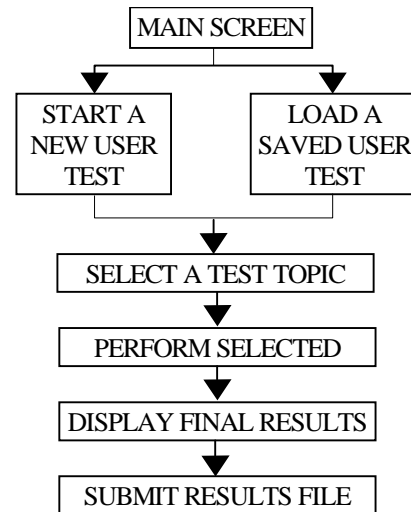 MAIN SCREEN
START A
NEW USER
TEST
LOAD A
SAVED USER
TEST
SELECT A TEST TOPIC
PERFORM SELECTED
DISPLAY FINAL RESULTS
SUBMIT RESULTS FILE